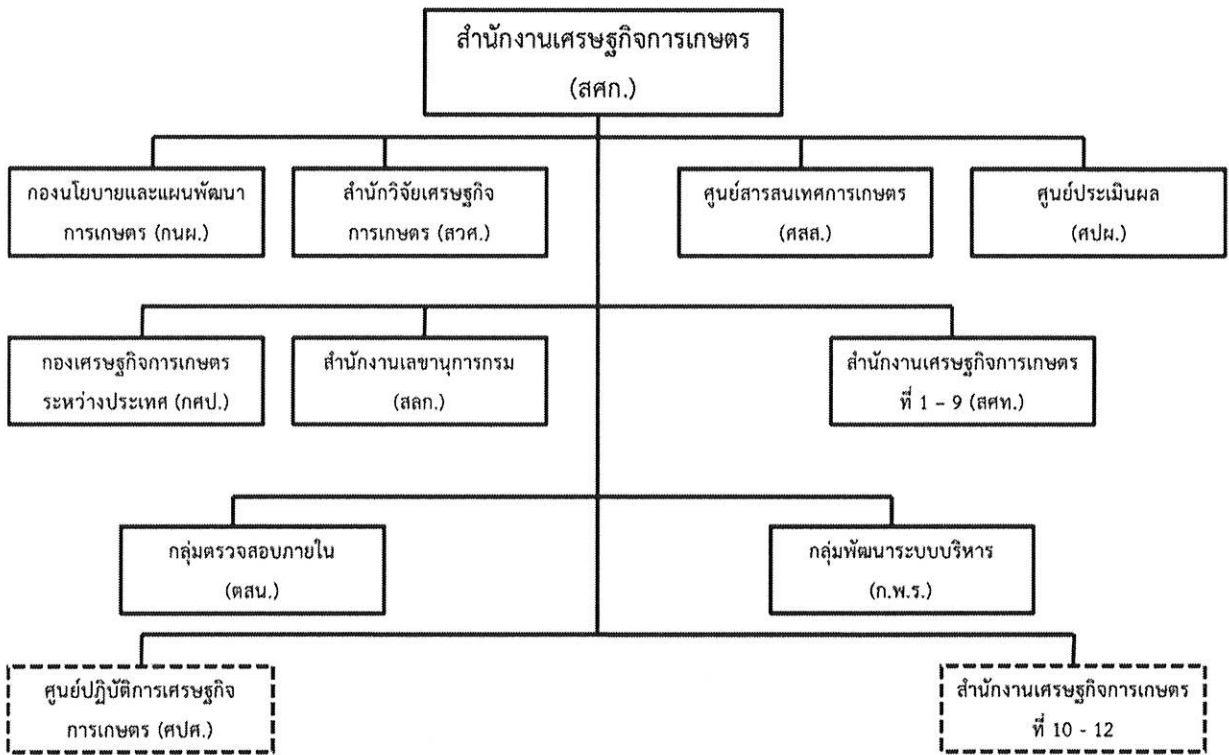 สำนักงานเศรษฐกิจการเกษตร
(สศก.)
กองนโยบายและแผนพัฒนา
การเกษตร (กนผ.)
สำนักวิจัยเศรษฐกิจ
การเกษตร (สวศ.)
ศูนย์สารสนเทศการเกษตร
(ศสส.)
ศูนย์ประเมินผล
(ศปผ.)
กองเศรษฐกิจการเกษตร
ระหว่างประเทศ (กศป.)
สำนักงานเลขานุการกรม
(สลก.)
สำนักงานเศรษฐกิจการเกษตร
ที่ 1 – 9 (สศท.)
กลุ่มตรวจสอบภายใน
(ตสน.)
กลุ่มพัฒนาระบบบริหาร
(ก.พ.ร.)
ศูนย์ปฏิบัติการเศรษฐกิจ
การเกษตร (ศปศ.)
สำนักงานเศรษฐกิจการเกษตร
ที่ 10 - 12